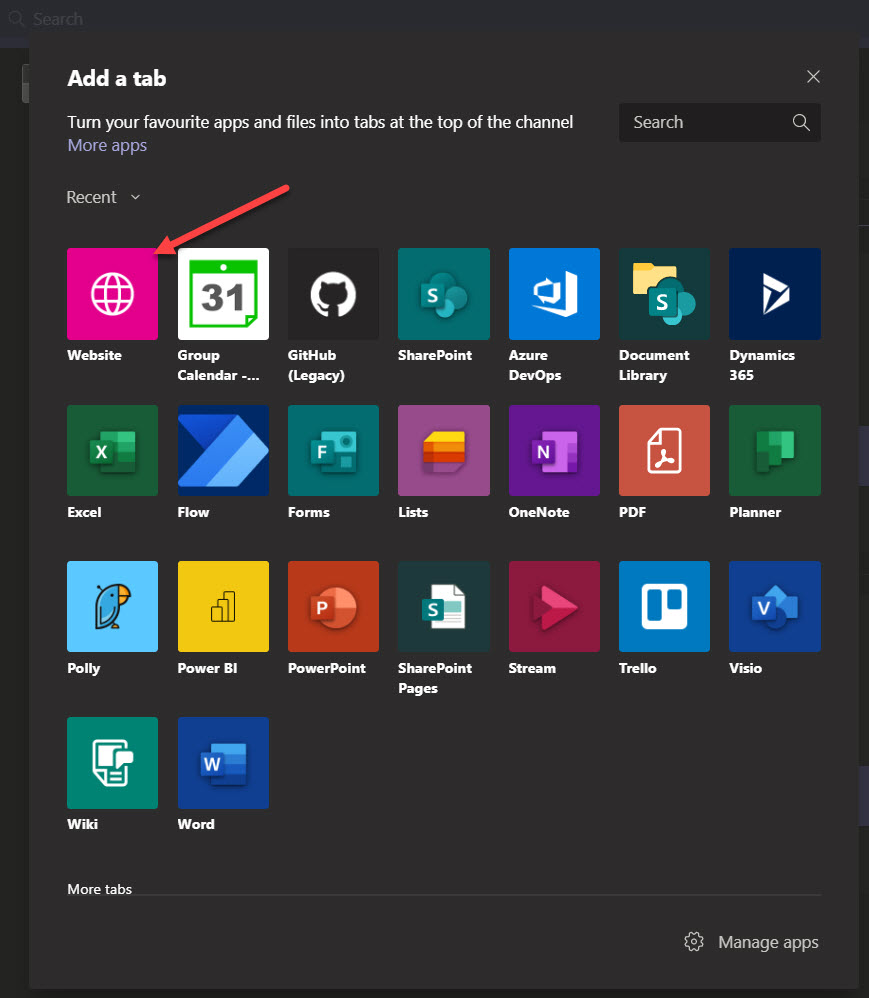 Search
Add a tab
Turn your favourite apps and files into tabs at the top of the channel
More apps
Search
Recent
31
S
S
Website
Group
Calendar -...
GitHub
(Legacy)
SharePoint
Azure
DevOps
Document
Library
Dynamics
365
X
F
N
Excel
Flow
Forms
Lists
OneNote
PDF
Planner
P
S
V
Polly
Power BI
PowerPoint
SharePoint
Pages
Stream
Trello
Visio
W
Wiki
Word
More tabs
Manage apps